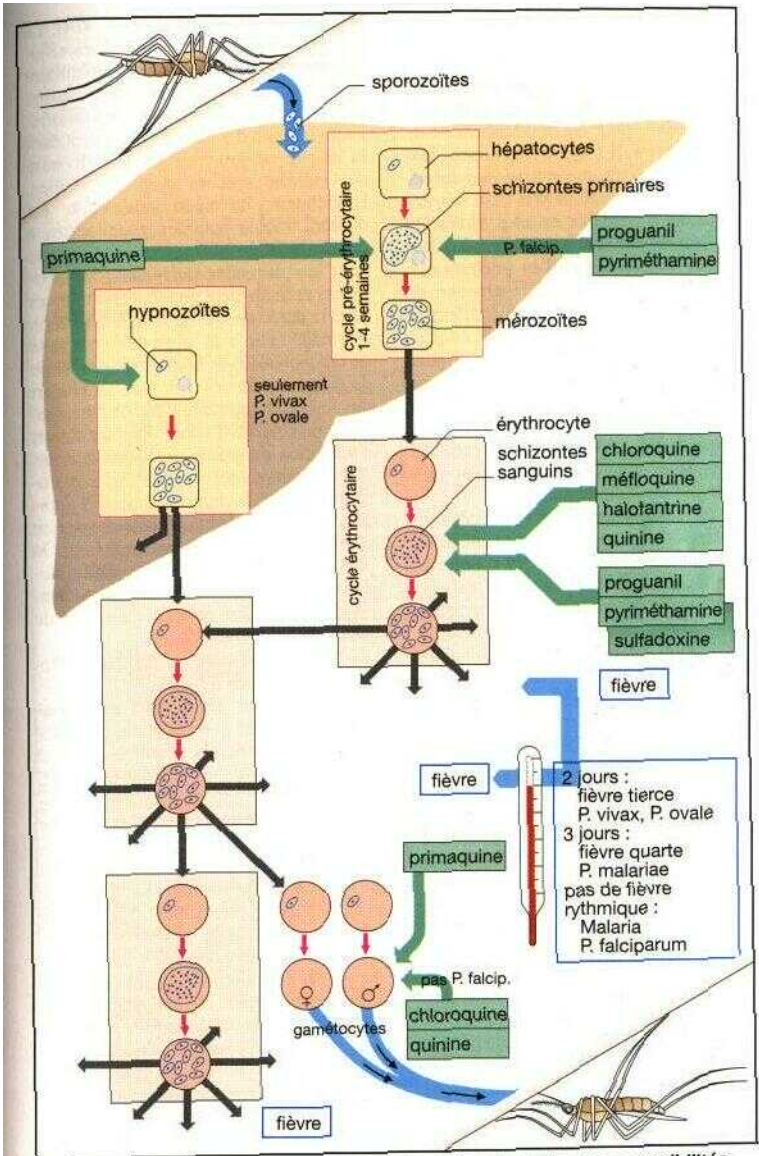 sporozoïtes
hépatocytes
schizontes primaires
proguanil
pyriméthamine
P. falcip.
primaquine
cycle pré-érythrocytaire
1-4 semaines
mérozoïtes
hypnozoïtes
seulement
P. vivax
P. ovale
érythrocyte
schizontes
sanguins
cycle érythrocytaire
chloroquine
méfloquine
halofantrine
quinine
proguanil
pyriméthamine
sulfadoxine
fièvre
fièvre
2 jours :
fièvre tierce
P. vivax, P. ovale
3 jours :
fièvre quarte
P. malariae
pas de fièvre
rythmique :
Malaria
P. falciparum
primaquine
pas P. falcip.
chloroquine
quinine
♀
♂
gamétocytes
fièvre